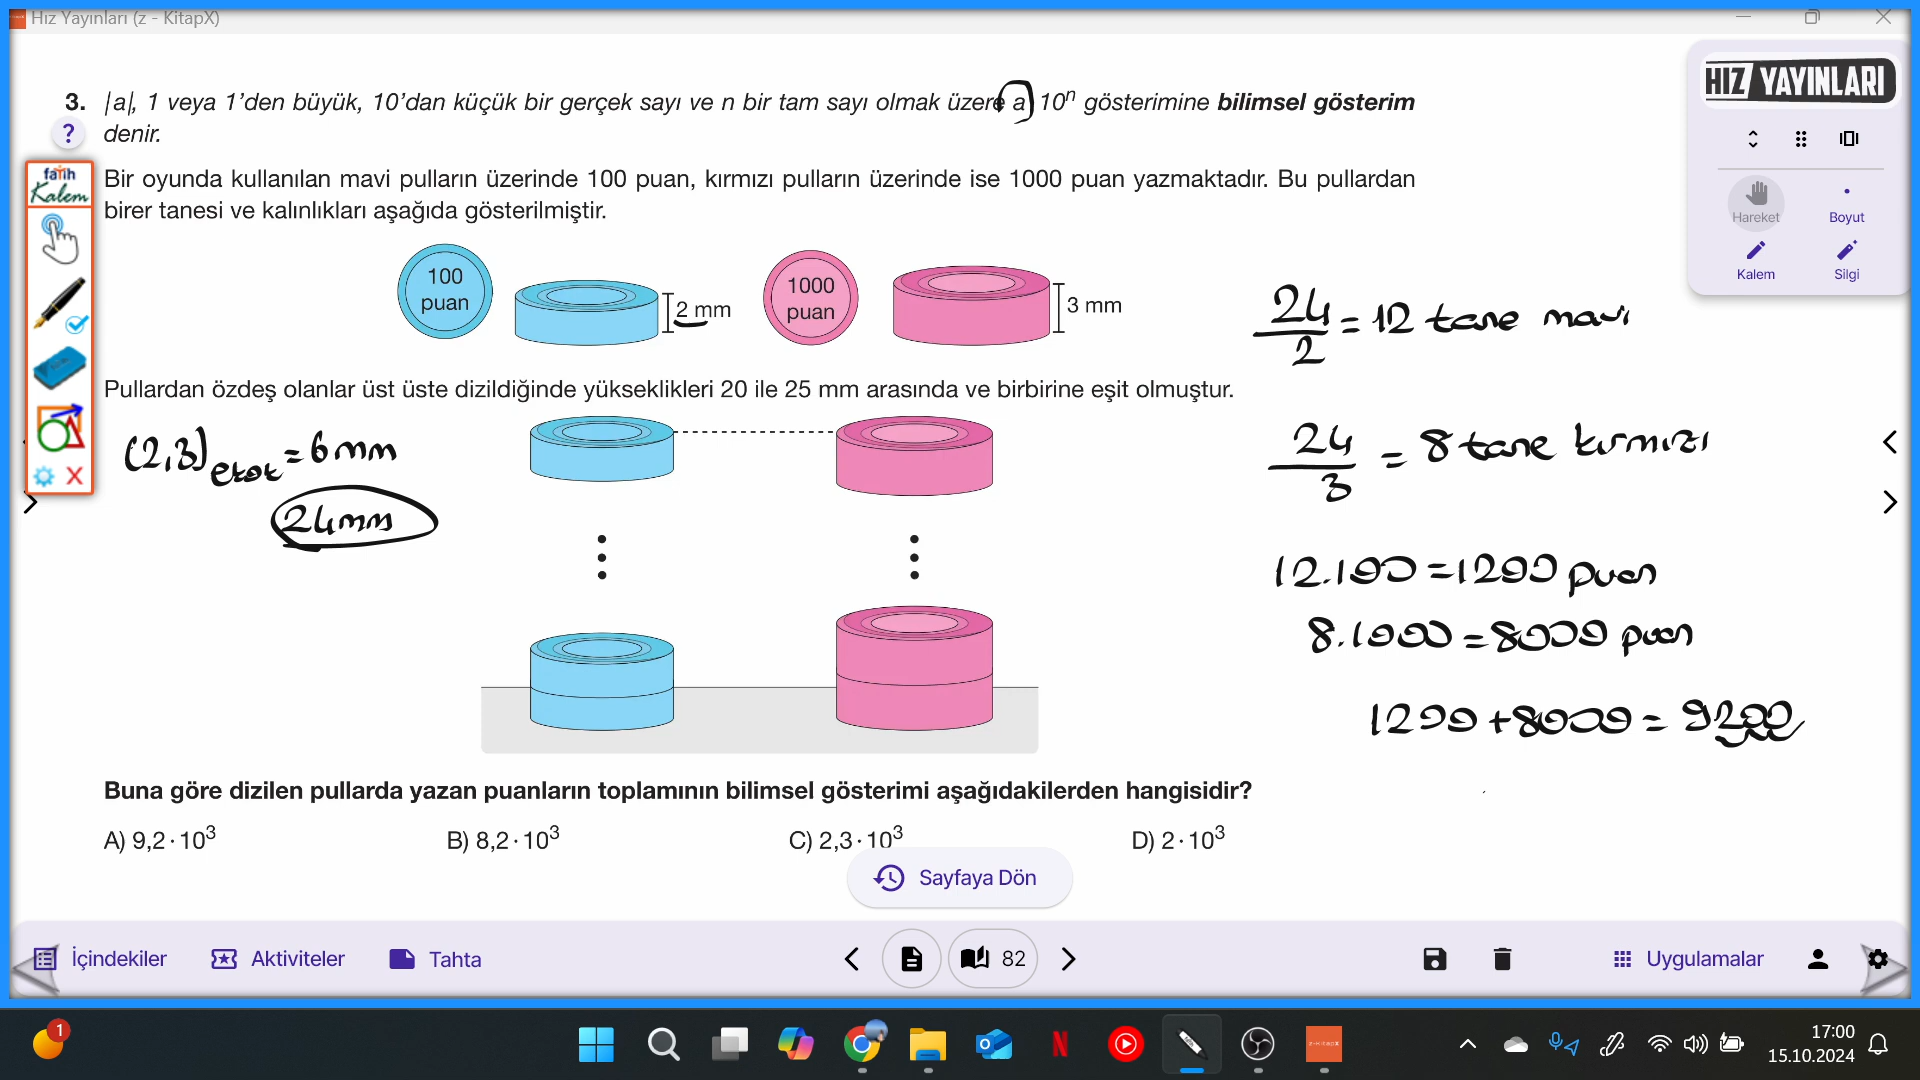 Hız Yayınları (z - KitapX)
HIZ YAYINLARI
3. |a|, 1 veya 1'den büyük, 10'dan küçük bir gerçek sayı ve n bir tam sayı olmak üzere a · 10ⁿ gösterimine bilimsel gösterim
denir.
?
fatih
Kalem
Bir oyunda kullanılan mavi pulların üzerinde 100 puan, kırmızı pulların üzerinde ise 1000 puan yazmaktadır. Bu pullardan
birer tanesi ve kalınlıkları aşağıda gösterilmiştir.
Hareket
Boyut
Kalem
Silgi
100
puan
2 mm
1000
puan
3 mm
24/2 = 12 tane mavi
Pullardan özdeş olanlar üst üste dizildiğinde yükseklikleri 20 ile 25 mm arasında ve birbirine eşit olmuştur.
(2,3)ekok = 6mm
24mm
24/3 = 8 tane kırmızı
12.100 = 1200 puan
8.1000 = 8000 puan
1200 + 8000 = 9200
Buna göre dizilen pullarda yazan puanların toplamının bilimsel gösterimi aşağıdakilerden hangisidir?
A) 9,2 · 10³ B) 8,2 · 10³ C) 2,3 · 10³ D) 2 · 10³
Sayfaya Dön
İçindekiler Aktiviteler Tahta 82 Uygulamalar
1
17:00
15.10.2024